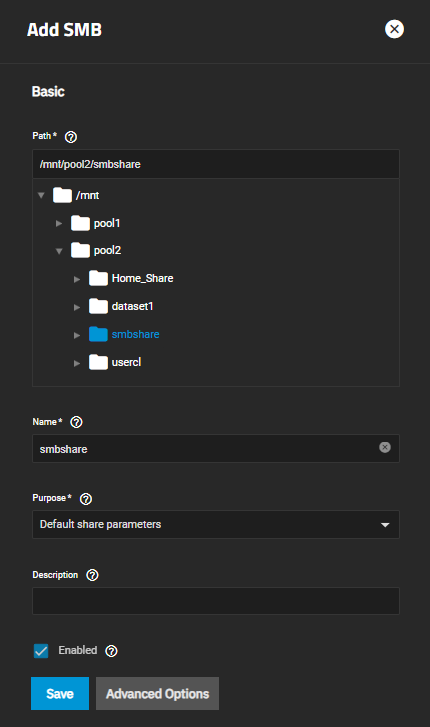 Add SMB
Basic
Path *
/mnt/pool2/smbshare
/mnt
pool1
pool2
Home_Share
dataset1
smbshare
usercl
Name *
smbshare
Purpose *
Default share parameters
Description
Enabled
Save Advanced Options